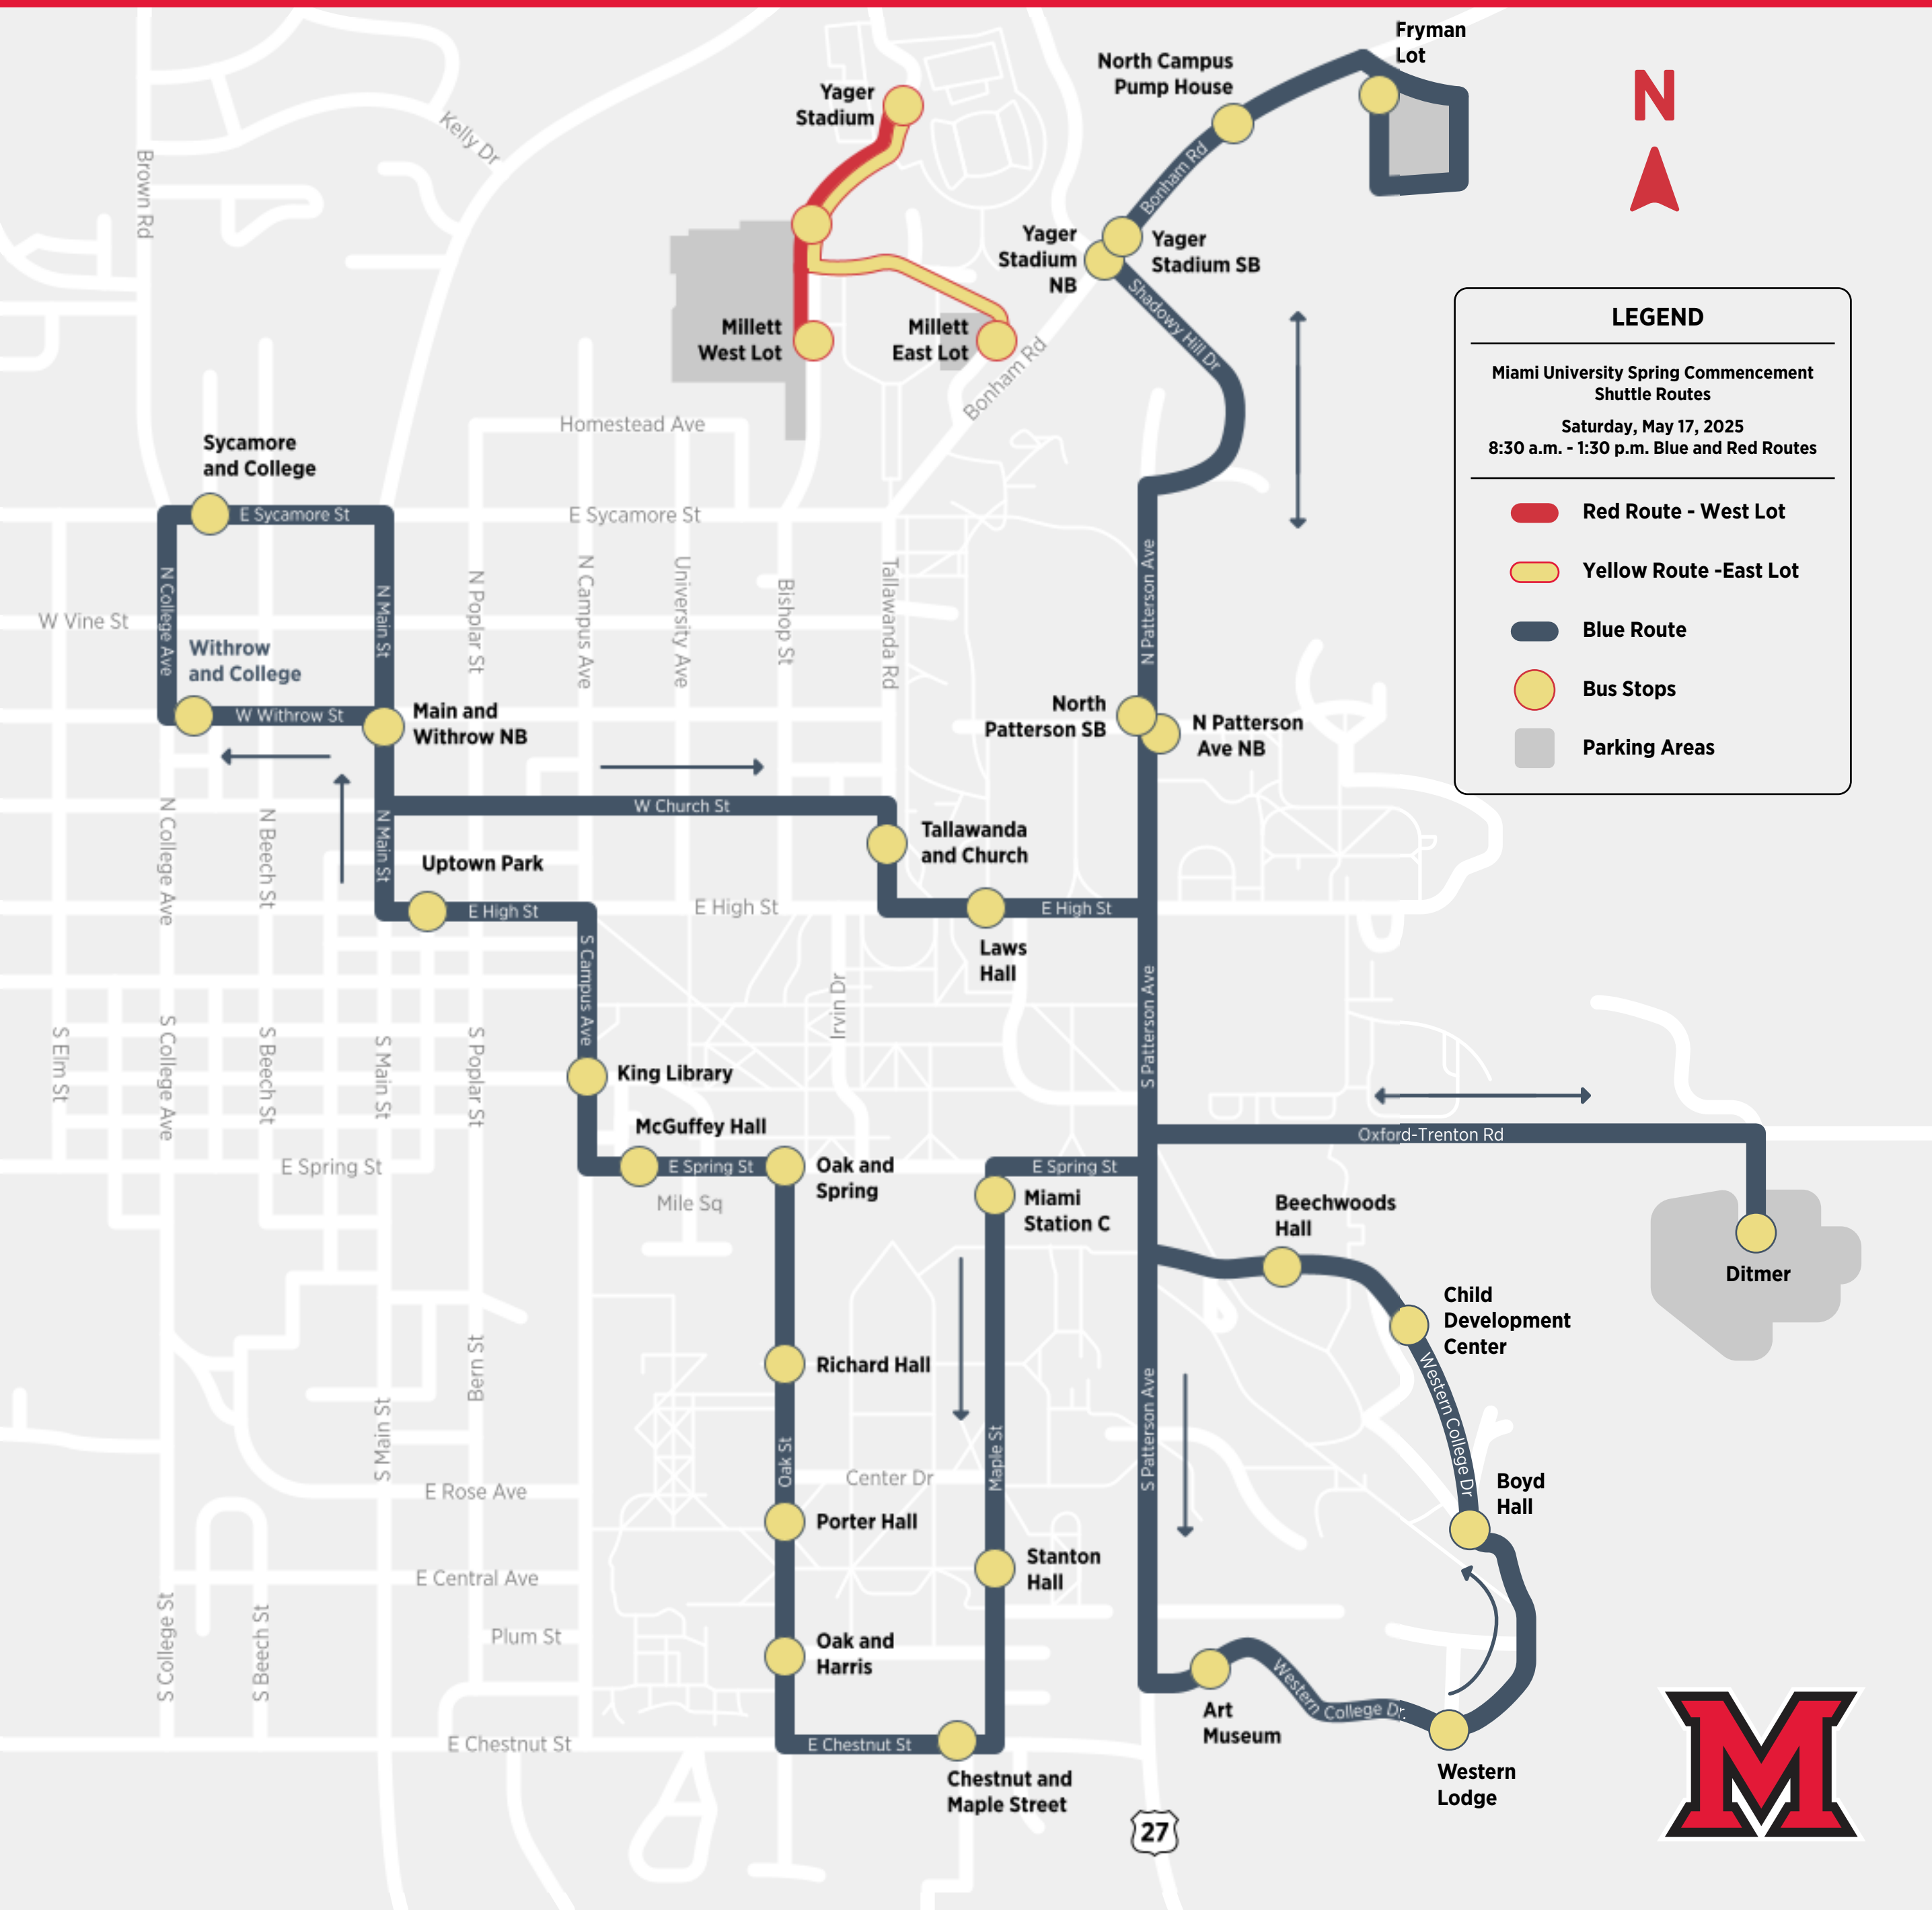 Fryman
Lot
North Campus
Pump House
N
Yager
Stadium
Kelly Dr
Brown Rd
Bonham Rd
Yager
Stadium
NB
Yager
Stadium SB
Shadowy Hill Dr
Millett
West Lot
Millett
East Lot
Bonham Rd
LEGEND
Miami University Spring Commencement
Shuttle Routes
Saturday, May 17, 2025
8:30 a.m. - 1:30 p.m. Blue and Red Routes
Red Route - West Lot
Yellow Route -East Lot
Blue Route
Bus Stops
Parking Areas
Homestead Ave
Sycamore
and College
E Sycamore St
E Sycamore St
N College Ave
N Main St
N Poplar St
N Campus Ave
University Ave
Bishop St
Tallawanda Rd
N Patterson Ave
W Vine St
Withrow
and College
W Withrow St
Main and
Withrow NB
North
Patterson SB
N Patterson
Ave NB
W Church St
N College Ave
N Beech St
N Main St
Tallawanda
and Church
Uptown Park
E High St
E High St
E High St
Laws
Hall
S Campus Ave
Irvin Dr
S Patterson Ave
S Elm St
S College Ave
S Beech St
S Main St
S Poplar St
King Library
McGuffey Hall
Oxford-Trenton Rd
E Spring St
E Spring St
Oak and
Spring
E Spring St
Mile Sq
Miami
Station C
Beechwoods
Hall
Ditmer
Child
Development
Center
Richard Hall
Bern St
S Main St
Oak St
Maple St
S Patterson Ave
Western College Dr
Center Dr
E Rose Ave
Boyd
Hall
Porter Hall
Stanton
Hall
E Central Ave
S College St
S Beech St
Plum St
Oak and
Harris
Art
Museum
Western College Dr.
E Chestnut St
E Chestnut St
Chestnut and
Maple Street
Western
Lodge
27
M